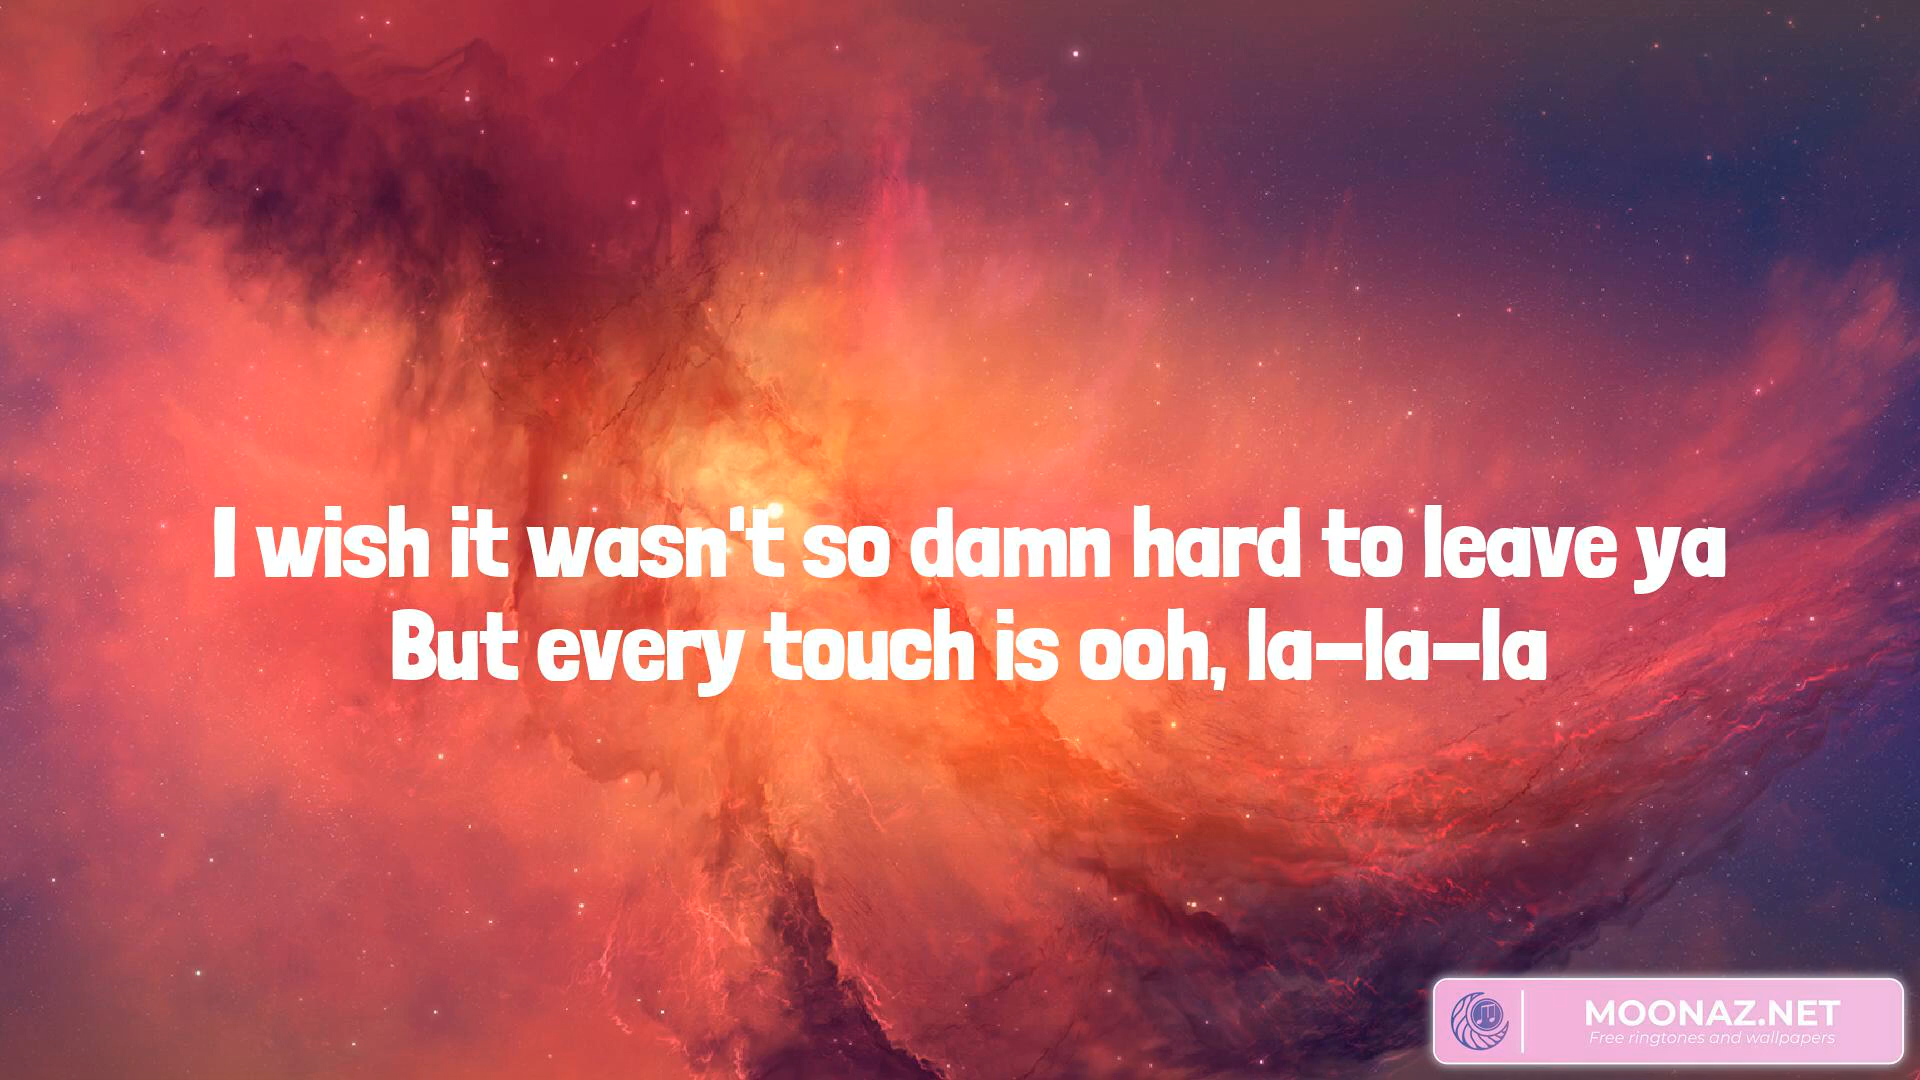 I wish it wasn't so damn hard to leave ya
But every touch is ooh, la-la-la
MOONAZ.NET
Free ringtones and wallpapers